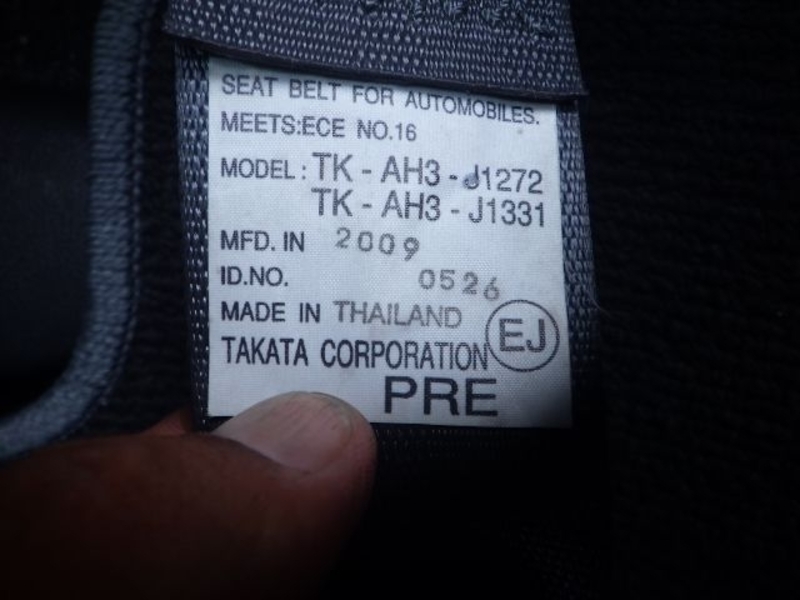 SEAT BELT FOR AUTOMOBILES.
MEETS:ECE NO.16
MODEL: TK - AH3 - J1272
TK - AH3 - J1331
MFD. IN 2009
ID.NO. 0526
MADE IN THAILAND
EJ
TAKATA CORPORATION
PRE